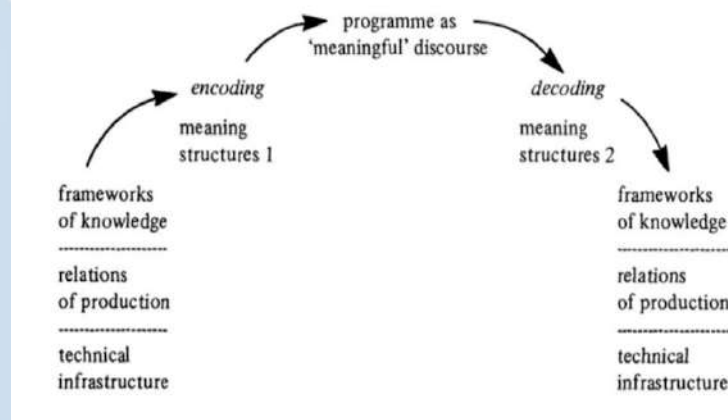 programme as
'meaningful' discourse
encoding
decoding
meaning
structures 1
meaning
structures 2
frameworks
of knowledge
relations
of production
technical
infrastructure
frameworks
of knowledge
relations
of production
technical
infrastructure